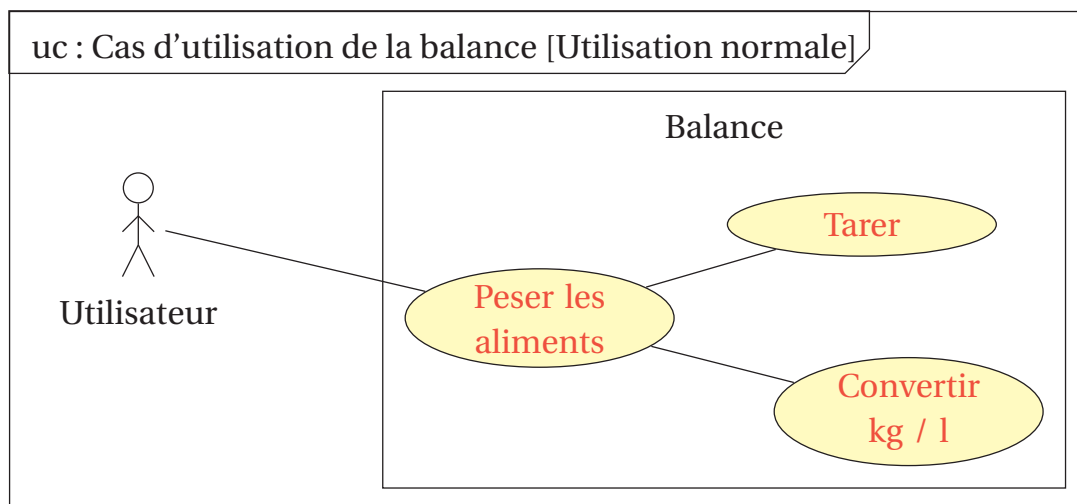 uc : Cas d’utilisation de la balance [Utilisation normale]
Balance
Tarer
Peser les
aliments
Utilisateur
Convertir
kg / l